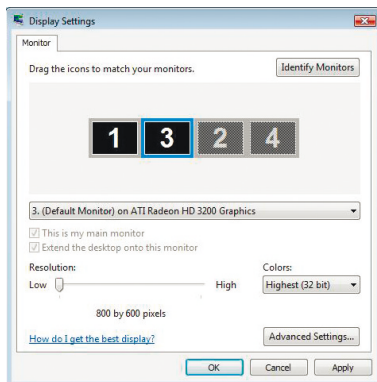 Display Settings
Monitor
Drag the icons to match your monitors.
Identify Monitors
1 3 2 4
3. (Default Monitor) on ATI Radeon HD 3200 Graphics
This is my main monitor
Extend the desktop onto this monitor
Resolution:
Colors:
Low
High
Highest (32 bit)
800 by 600 pixels
How do I get the best display?
Advanced Settings...
OK
Cancel
Apply